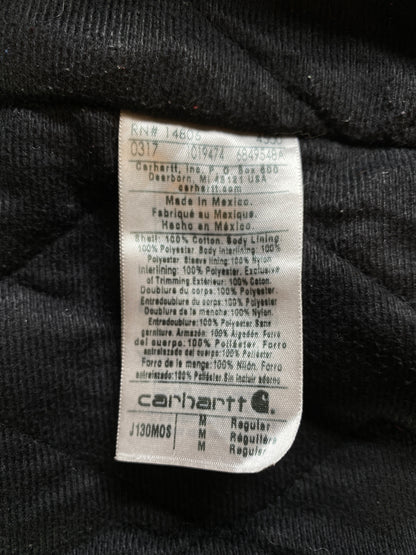 RN# 14806
0317 019474 6849548A
Carhartt, Inc. P. O. Box 600
Dearborn, MI 48121 USA
carhartt.com
Made in Mexico.
Fabriqué au Mexique.
Hecho en México.
Shell: 100% Cotton. Body Lining:
100% Polyester. Body Interlining: 100%
Polyester. Sleeve lining: 100% Nylon
Interlining: 100% Polyester. Exclusive
of Trimming. Extérieur: 100% Coton.
Doublure du corps: 100% Polyester.
Entredoublure du corps: 100% Polyester
Doublure de la manche: 100% Nylon.
Entredoublure: 100% Polyester. Sans
garniture. Armazón: 100% Algodón. Forro
del cuerpo: 100% Poliéster. Forro
entrelazado del cuerpo: 100% Poliéster
Forro de la manga: 100% Nilón. Forro
entrelazado: 100% Poliéster. Sin incluir adorno
carhartt
M Regular
J130MOS M Régulière
M Regular